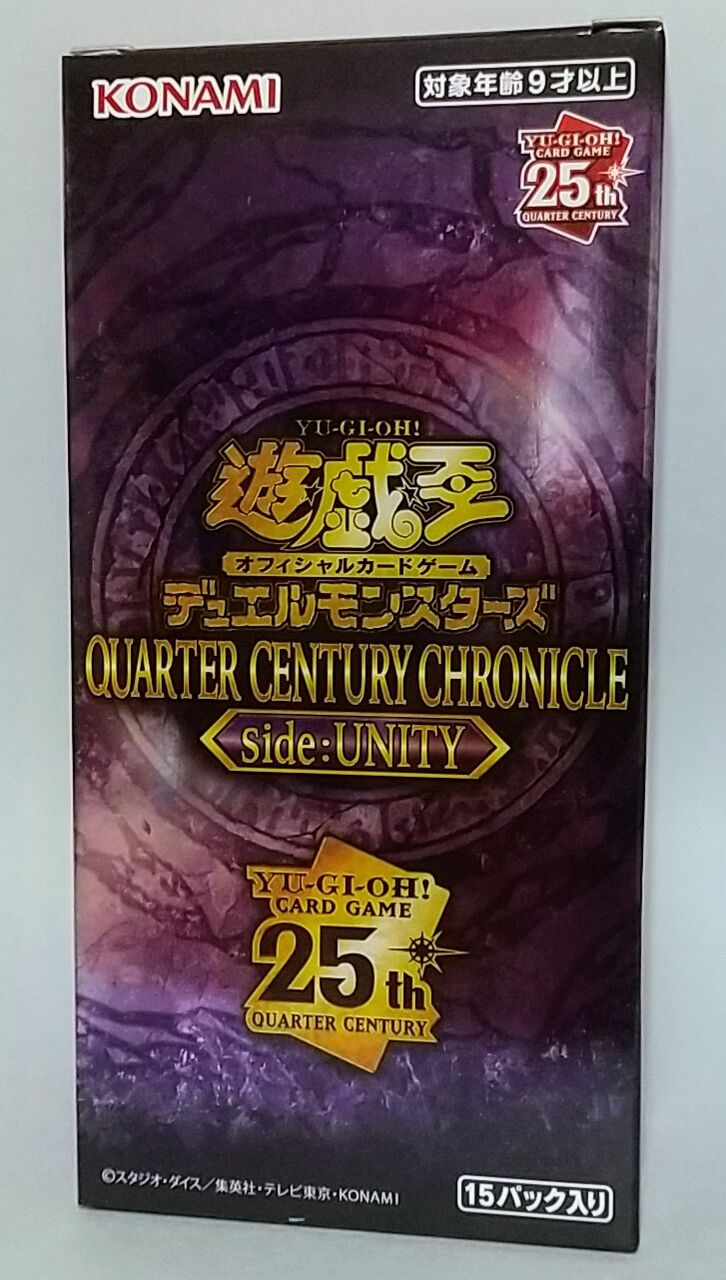 KONAMI
対象年齢9才以上
YU-GI-OH!
CARD GAME
25th
QUARTER CENTURY
YU-GI-OH!
遊☆戯☆王
オフィシャルカードゲーム
デュエルモンスターズ
QUARTER CENTURY CHRONICLE
side:UNITY
YU-GI-OH!
CARD GAME
25th
QUARTER CENTURY
©スタジオ・ダイス/集英社・テレビ東京・KONAMI
15パック入り